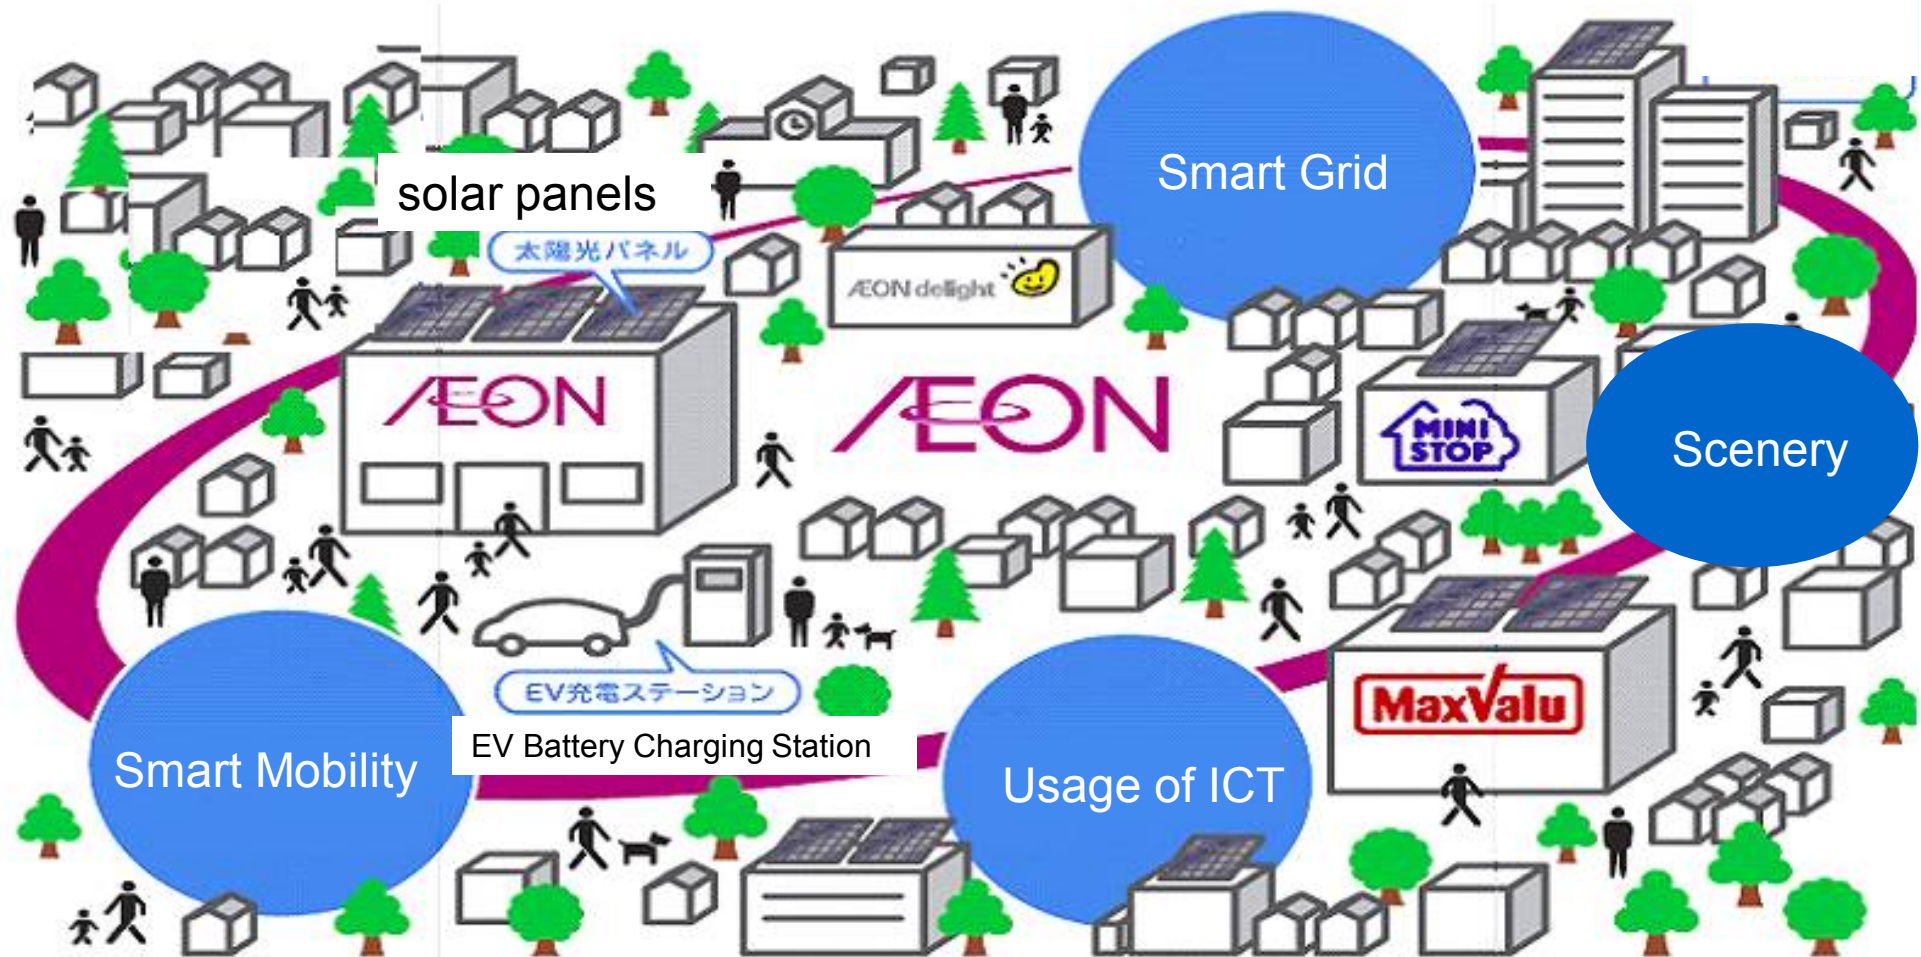 Smart Grid
solar panels
太陽光パネル
ÆON delight
ÆON
ÆON
MINI
STOP
Scenery
EV充電ステーション
MaxValu
EV Battery Charging Station
Smart Mobility
Usage of ICT